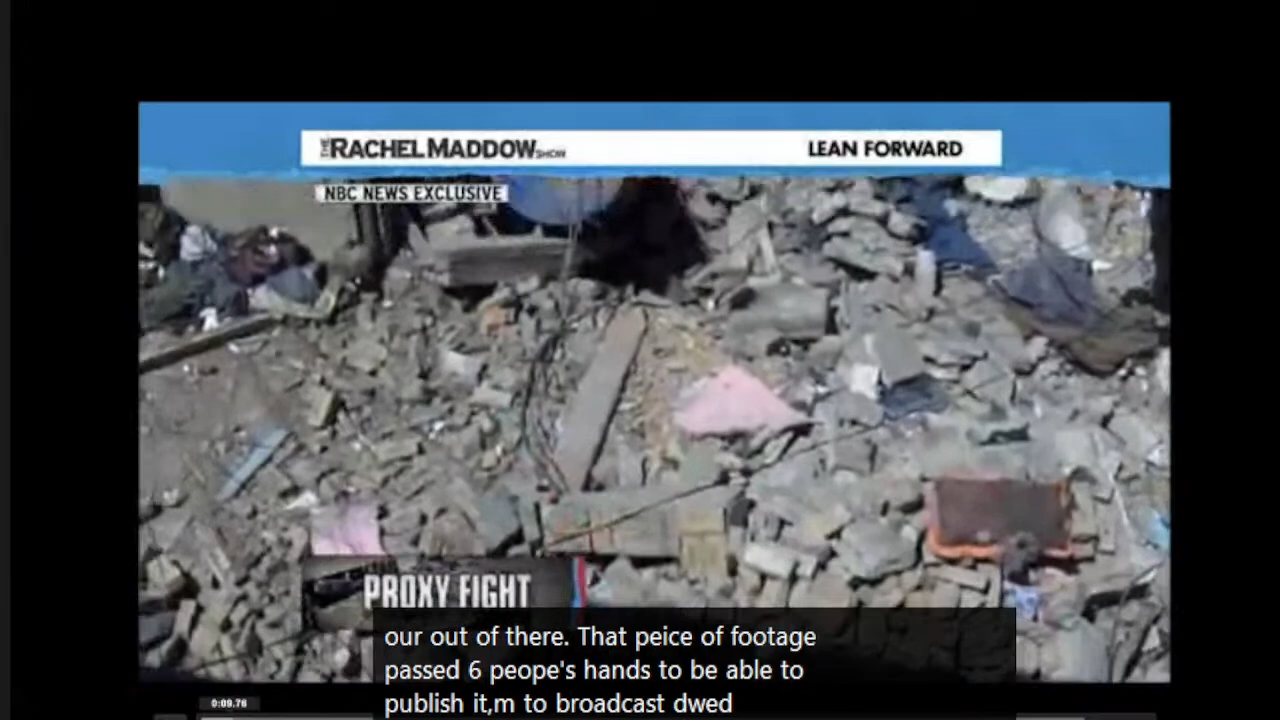 THE RACHEL MADDOW SHOW LEAN FORWARD
NBC NEWS EXCLUSIVE
PROXY FIGHT
our out of there. That peice of footage
passed 6 peope's hands to be able to
publish it,m to broadcast dwed
0:09.76